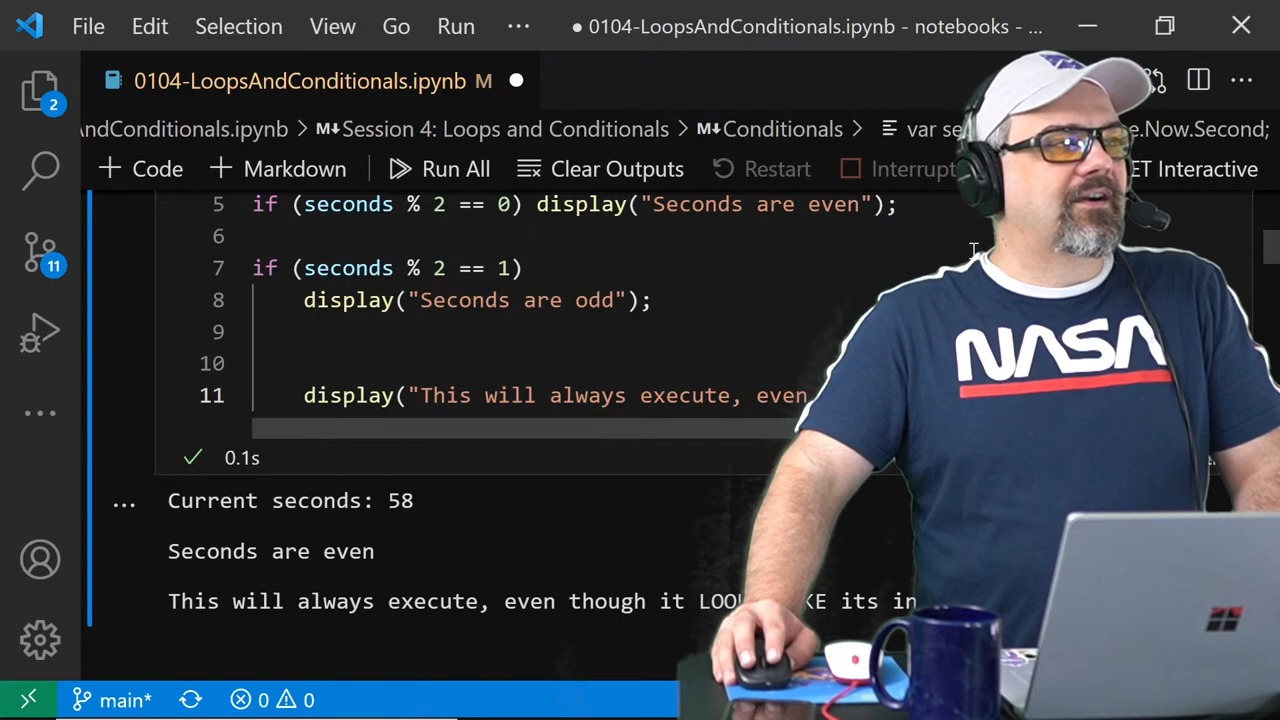 File Edit Selection View Go Run ··· ● 0104-LoopsAndConditionals.ipynb - notebooks - ...
0104-LoopsAndConditionals.ipynb M
AndConditionals.ipynb > Session 4: Loops and Conditionals > Conditionals > var se e.Now.Second;
+ Code + Markdown Run All Clear Outputs Restart Interrupt ET Interactive
5 if (seconds % 2 == 0) display("Seconds are even");
6
7 if (seconds % 2 == 1)
8 display("Seconds are odd");
9
10
11 display("This will always execute, even
0.1s
... Current seconds: 58
Seconds are even
This will always execute, even though it LOO KE its in
main* 0 0
2
11
NASA